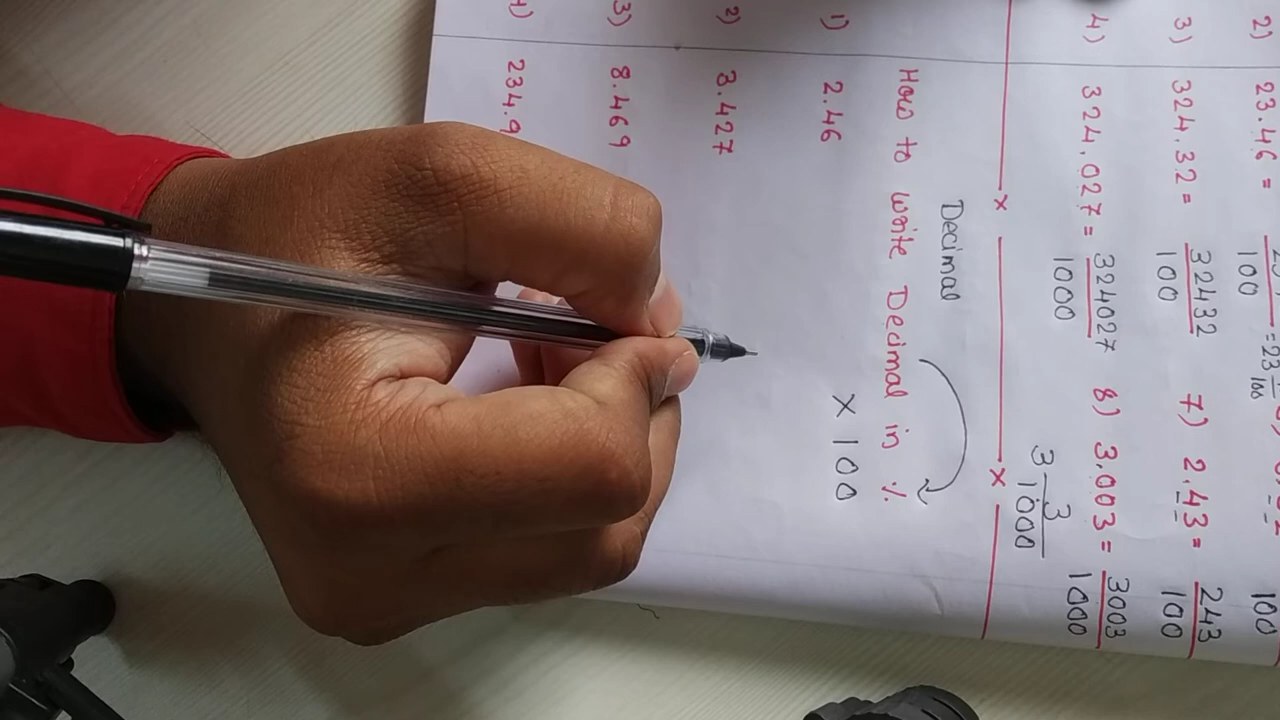 2) 23.46 = 100 = 23 100 100
3) 324.32 = 32432 100 7) 2.43 = 243 100
4) 324.027 = 324027 1000 8) 3.003 = 3003 1000
3 3 1000
x x
Decimal
How to write Decimal in %
1) 2.46 x 100
2) 3.427
3) 8.469
4) 234.9